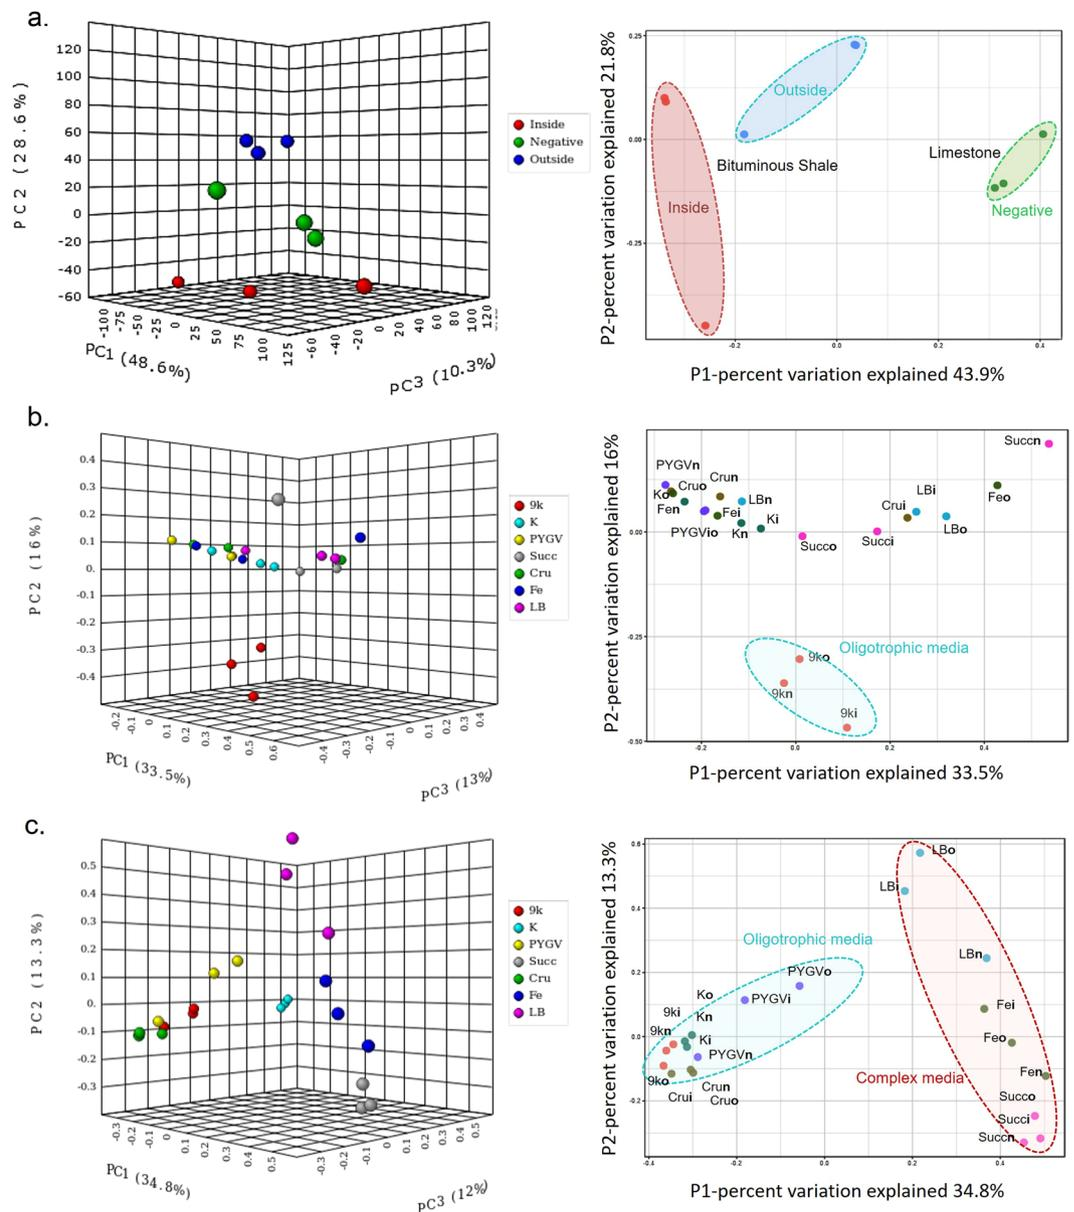 a.
PC2 (28.6%)
120
100
80
60
40
20
0
-20
-40
-60
-100
-75
-50
-25
0
25
50
75
100
125
PC1 (48.6%)
-60
-40
-20
0
20
40
60
80
100
120
PC3 (10.3%)
Inside
Negative
Outside
P2-percent variation explained 21.8%
0.25
0.00
-0.25
Outside
Bituminous Shale
Limestone
Inside
Negative
-0.2
0.0
0.2
0.4
P1-percent variation explained 43.9%
b.
PC2 (16%)
0.4
0.3
0.2
0.1
0.
-0.1
-0.2
-0.3
-0.4
-0.2
-0.1
0
0.1
0.2
0.3
0.4
0.5
0.6
PC1 (33.5%)
-0.4
-0.3
-0.2
-0.1
0
0.1
0.2
0.3
0.4
PC3 (13%)
9k
K
PYGV
Succ
Cru
Fe
LB
P2-percent variation explained 16%
0.00
-0.25
-0.50
Succn
PYGVn
Crun
Cruo
Ko
LBi
Feo
LBn
Fen
Fei
Crui
Ki
LBo
PYGVio
Kn
Succi
Succo
Oligotrophic media
9ko
9kn
9ki
-0.2
0.0
0.2
0.4
P1-percent variation explained 33.5%
c.
PC2 (13.3%)
0.5
0.4
0.3
0.2
0.1
0.
-0.1
-0.2
-0.3
-0.3
-0.2
-0.1
0
0.1
0.2
0.3
0.4
0.5
PC1 (34.8%)
-0.3
-0.2
-0.1
0
0.1
0.2
0.3
0.4
0.5
PC3 (12%)
9k
K
PYGV
Succ
Cru
Fe
LB
P2-percent variation explained 13.3%
0.6
0.4
0.2
0.0
-0.2
LBo
LBi
Oligotrophic media
LBn
PYGVo
Ko
PYGVi
Fei
9ki
Kn
9kn
Ki
Feo
PYGVn
9ko
Complex media
Fen
Crun
Crui
Cruo
Succo
Succi
Succn
-0.4
-0.2
0.0
0.2
0.4
P1-percent variation explained 34.8%